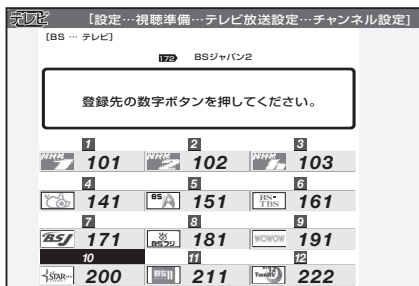 テレビ [設定…視聴準備…テレビ放送設定…チャンネル設定]
[BS … テレビ]
172 BSジャパン2
登録先の数字ボタンを押してください。
1 2 3
NHK 101 NHK 102 NHK 103
4 5 6
141 BS A 151 BS-TBS 161
7 8 9
BSJ 171 BSフジ 181 WOWOW 191
10 11 12
STAR 200 BS11 211 TwellV 222